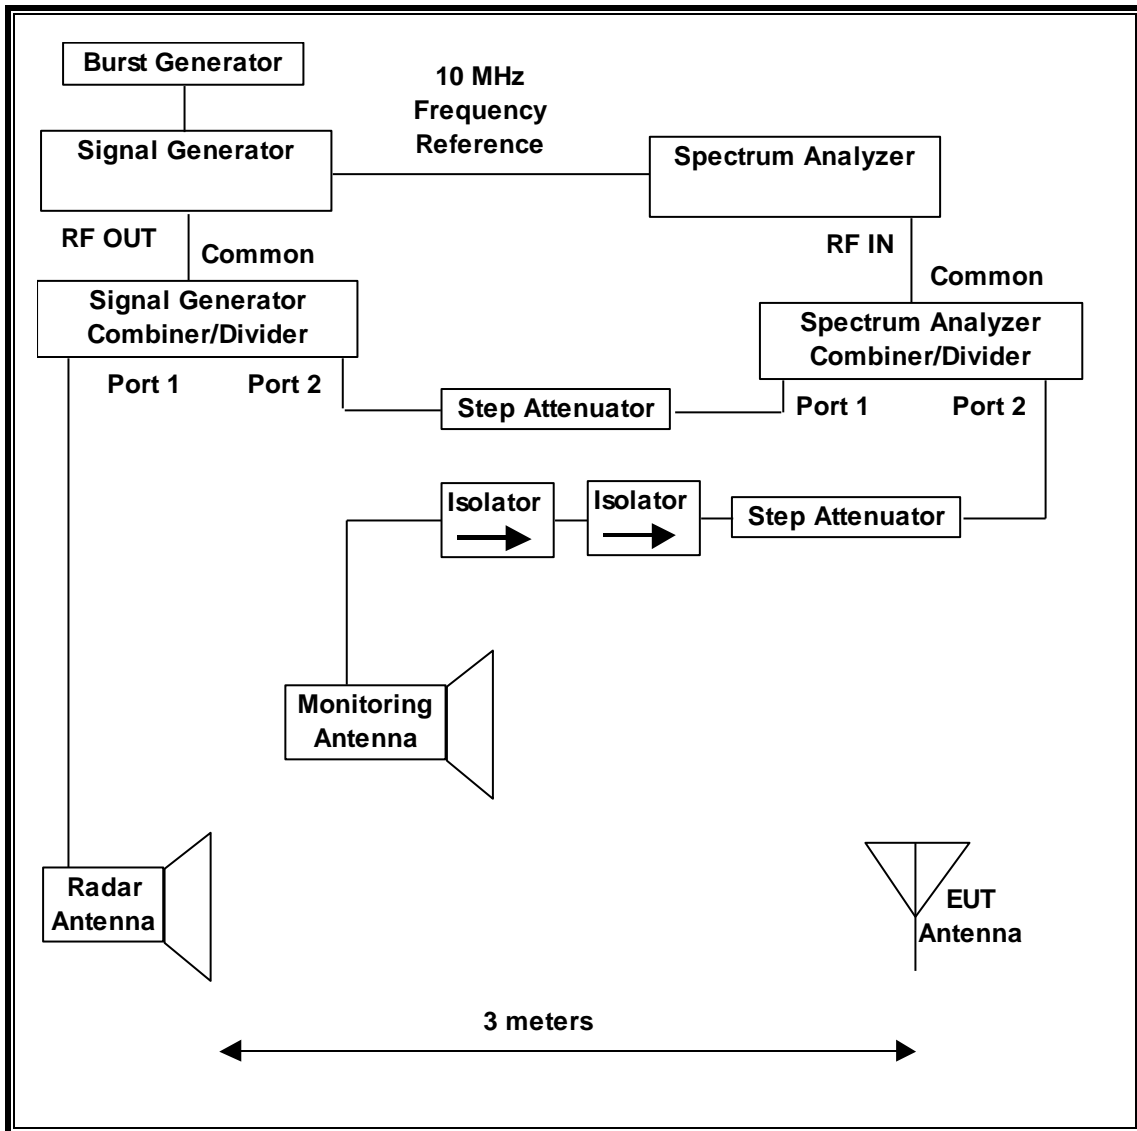 Burst Generator
10 MHz
Frequency
Reference
Signal Generator
Spectrum Analyzer
RF OUT
Common
RF IN
Common
Signal Generator
Combiner/Divider
Spectrum Analyzer
Combiner/Divider
Port 1
Port 2
Step Attenuator
Port 1
Port 2
Isolator
Isolator
Step Attenuator
Monitoring
Antenna
Radar
Antenna
EUT
Antenna
3 meters